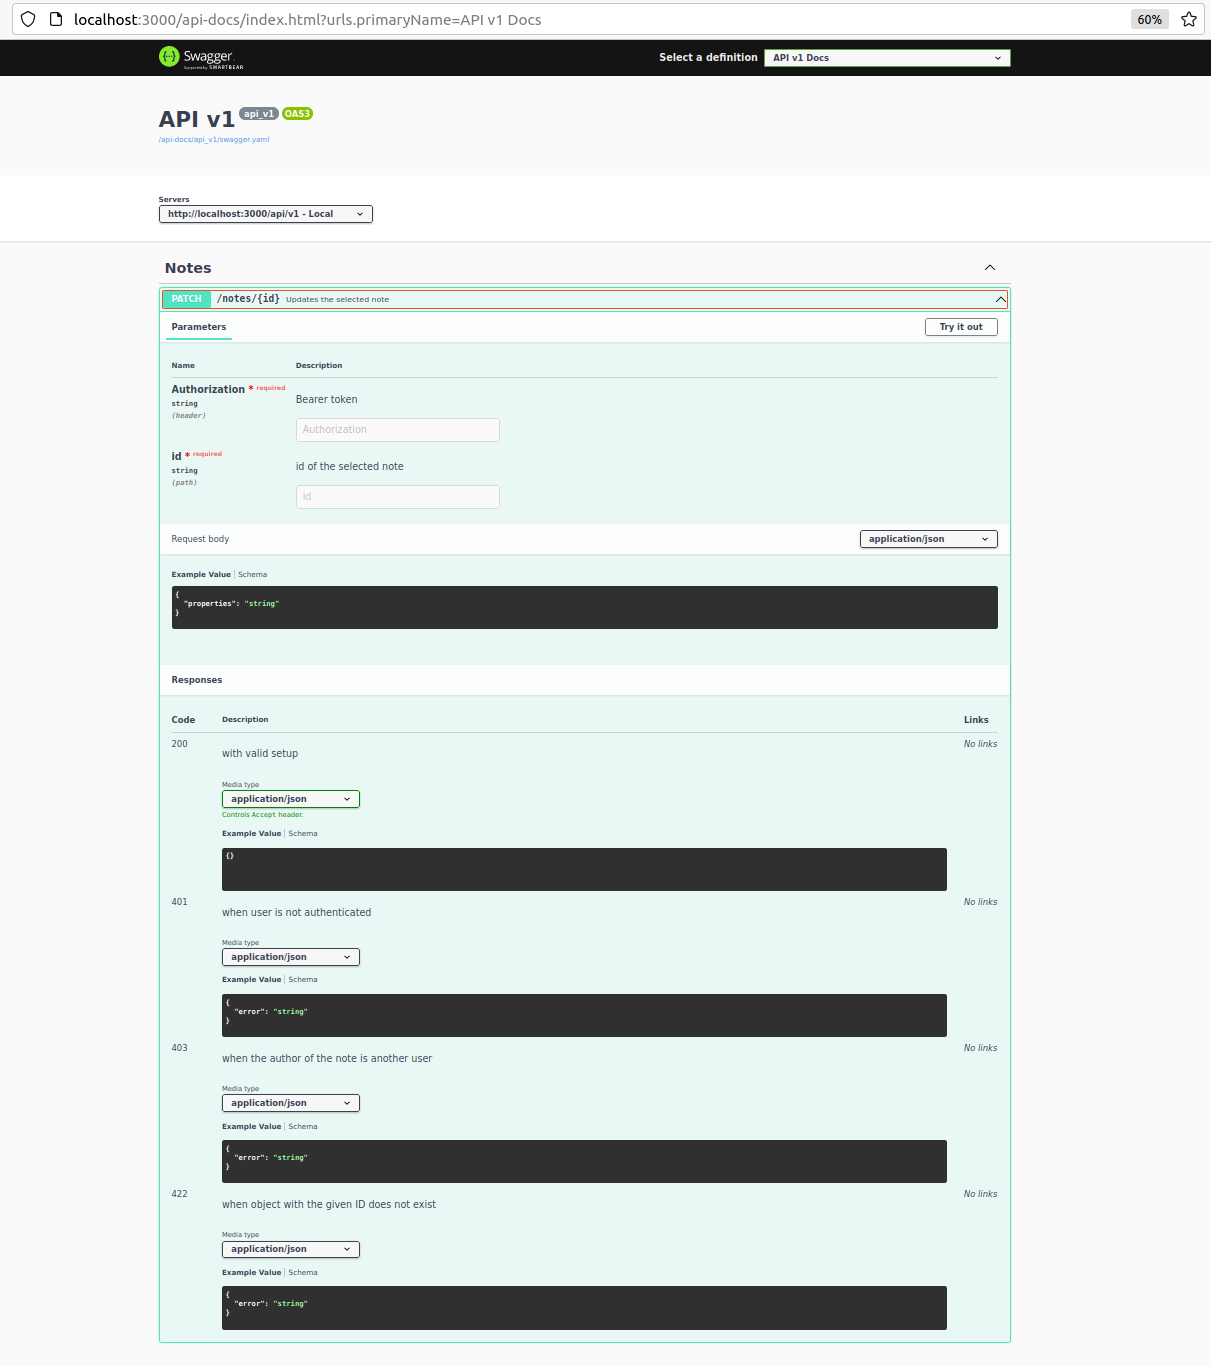 localhost:3000/api-docs/index.html?urls.primaryName=API v1 Docs 60%
Swagger Select a definition API v1 Docs
Supported by SMARTBEAR
API v1 api_v1 OAS3
/api-docs/api_v1/swagger.yaml
Servers
http://localhost:3000/api/v1 - Local
Notes
PATCH /notes/{id} Updates the selected note
Parameters Try it out
Name Description
Authorization * required
string
(header)
Bearer token
Authorization
id * required
string
(path)
id of the selected note
id
Request body application/json
Example Value | Schema
{
"properties": "string"
}
Responses
Code Description Links
200 No links
with valid setup
Media type
application/json
Controls Accept header.
Example Value | Schema
{}
401 No links
when user is not authenticated
Media type
application/json
Example Value | Schema
{
"error": "string"
}
403 No links
when the author of the note is another user
Media type
application/json
Example Value | Schema
{
"error": "string"
}
422 No links
when object with the given ID does not exist
Media type
application/json
Example Value | Schema
{
"error": "string"
}